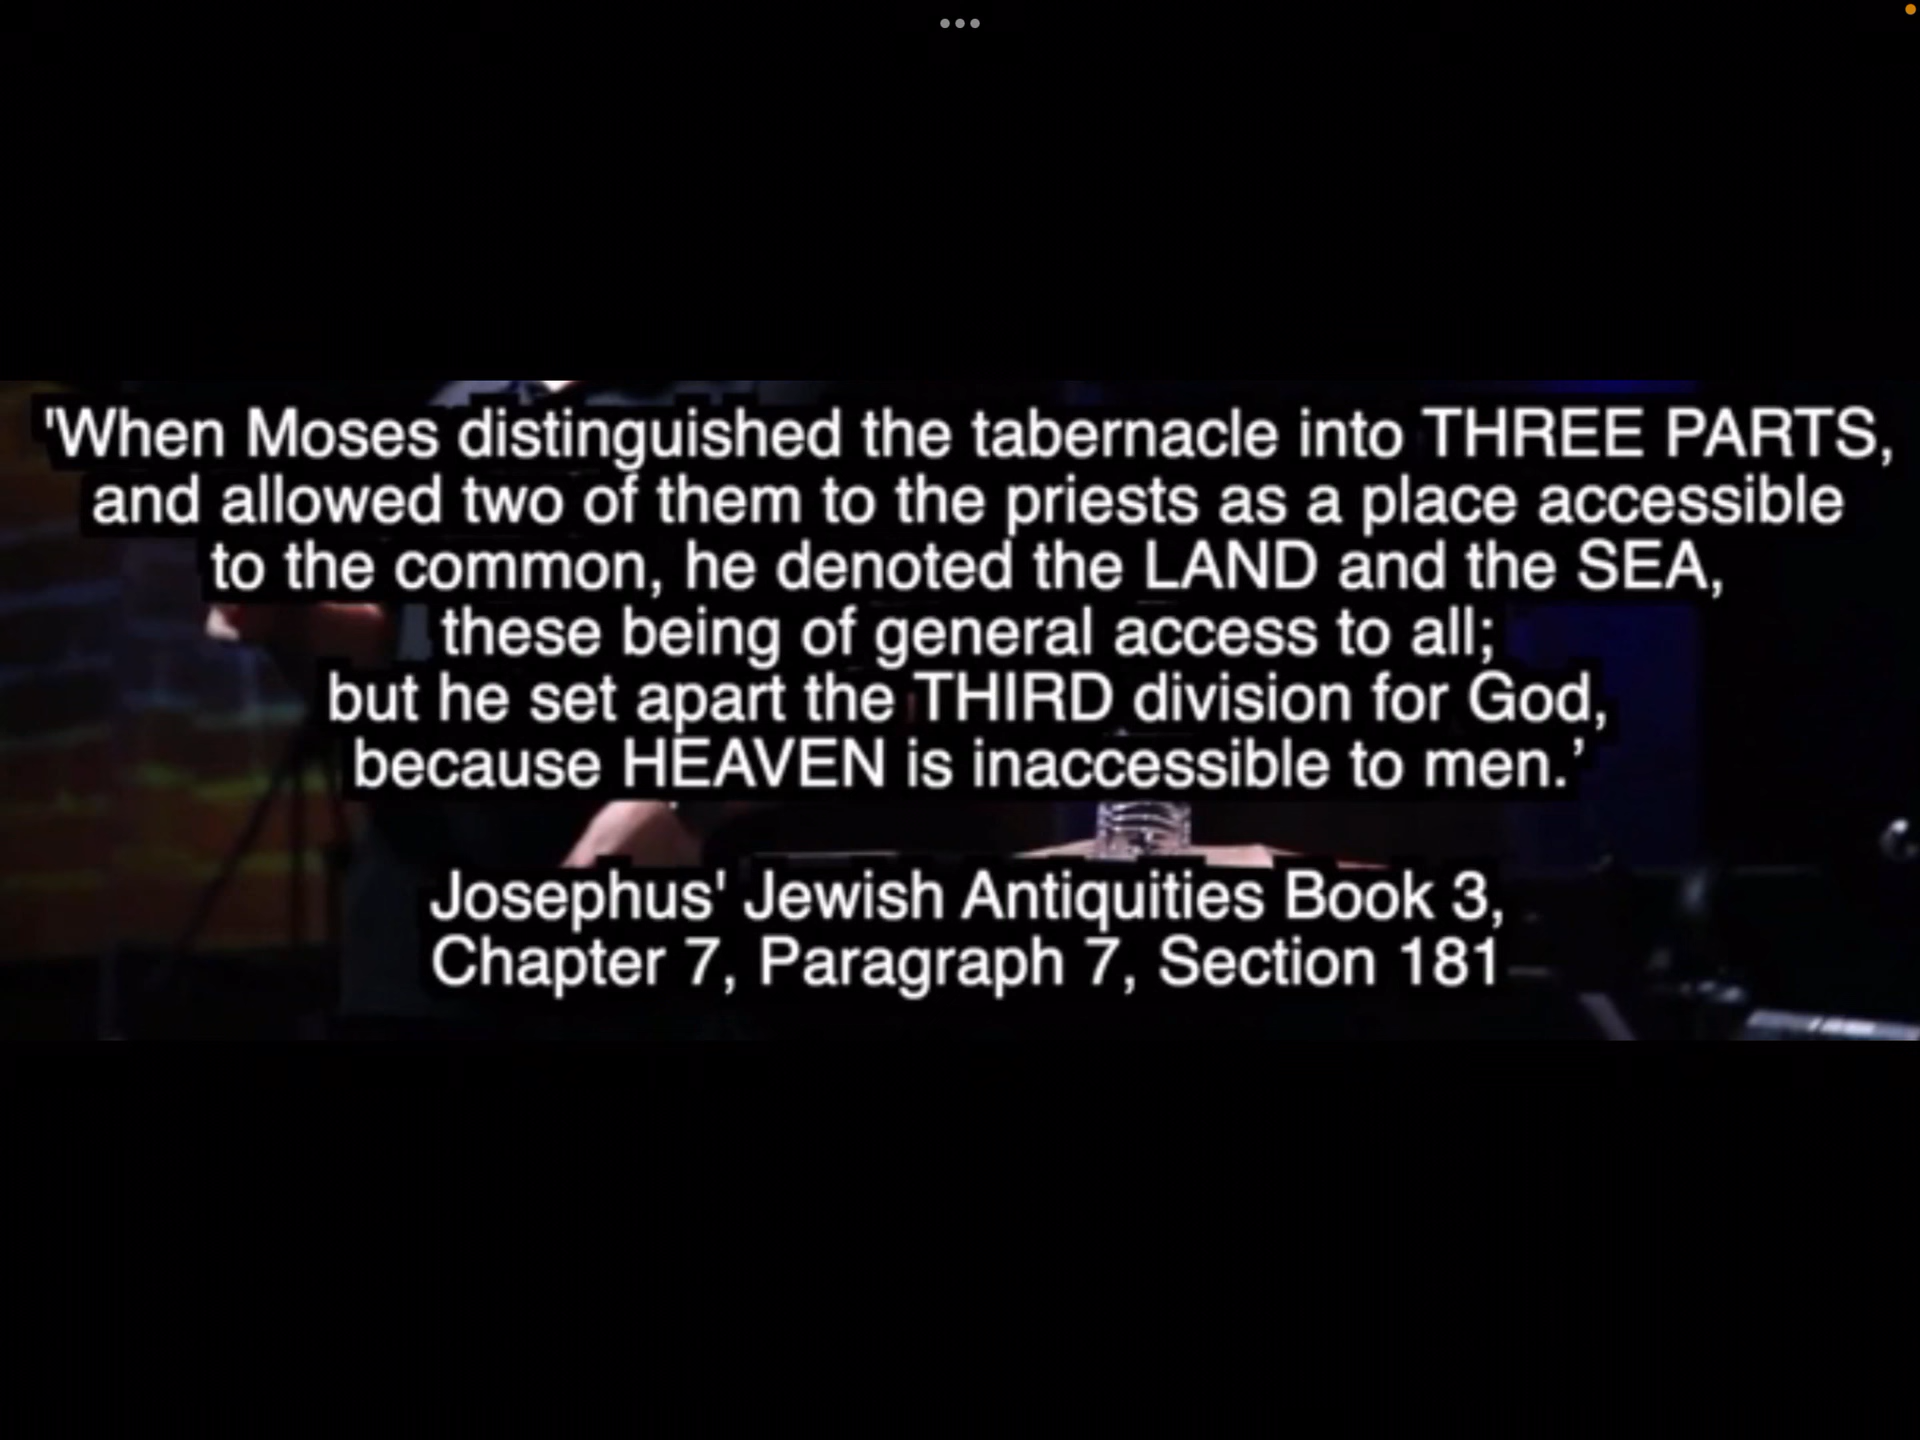 'When Moses distinguished the tabernacle into THREE PARTS,
and allowed two of them to the priests as a place accessible
to the common, he denoted the LAND and the SEA,
these being of general access to all;
but he set apart the THIRD division for God,
because HEAVEN is inaccessible to men.’
Josephus' Jewish Antiquities Book 3,
Chapter 7, Paragraph 7, Section 181